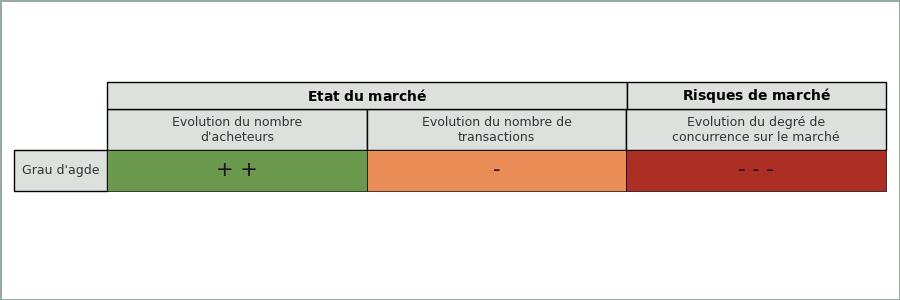 Etat du marché
Risques de marché
Evolution du nombre
d'acheteurs
Evolution du nombre de
transactions
Evolution du degré de
concurrence sur le marché
Grau d'agde
+ +
-
- - -